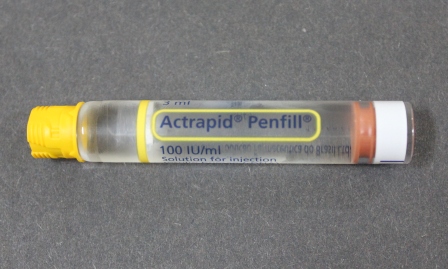 3 ml
Actrapid® Penfill®
100 IU/ml
Solution for injection